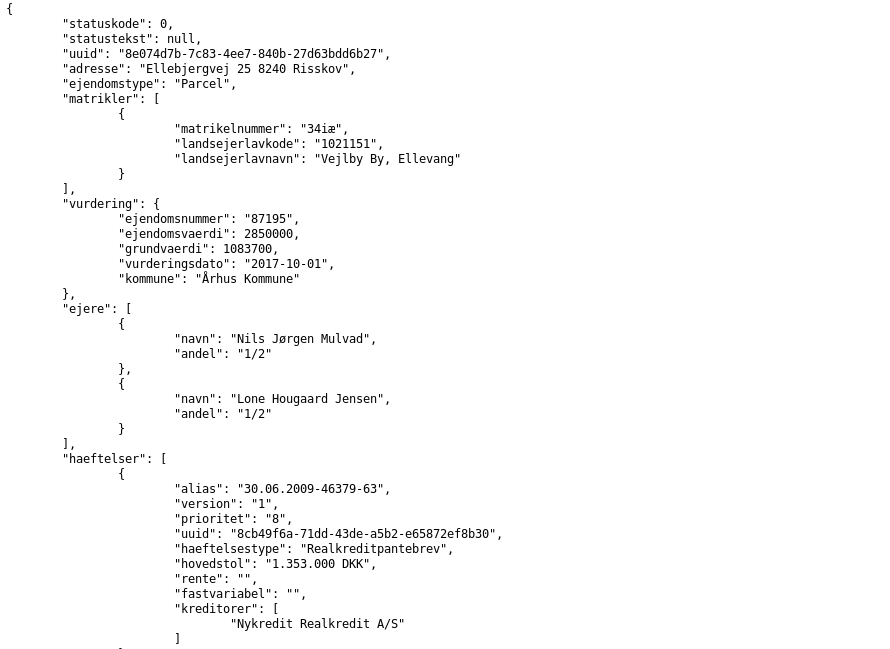 {
"statuskode": 0,
"statustekst": null,
"uuid": "8e074d7b-7c83-4ee7-840b-27d63bdd6b27",
"adresse": "Ellebjergvej 25 8240 Risskov",
"ejendomstype": "Parcel",
"matrikler": [
{
"matrikelnummer": "34iæ",
"landsejerlavkode": "1021151",
"landsejerlavnavn": "Vejlby By, Ellevang"
}
],
"vurdering": {
"ejendomsnummer": "87195",
"ejendomsvaerdi": 2850000,
"grundvaerdi": 1083700,
"vurderingsdato": "2017-10-01",
"kommune": "Århus Kommune"
},
"ejere": [
{
"navn": "Nils Jørgen Mulvad",
"andel": "1/2"
},
{
"navn": "Lone Hougaard Jensen",
"andel": "1/2"
}
],
"haeftelser": [
{
"alias": "30.06.2009-46379-63",
"version": "1",
"prioritet": "8",
"uuid": "8cb49f6a-71dd-43de-a5b2-e65872ef8b30",
"haeftelsestype": "Realkreditpantebrev",
"hovedstol": "1.353.000 DKK",
"rente": "",
"fastvariabel": "",
"kreditorer": [
"Nykredit Realkredit A/S"
]